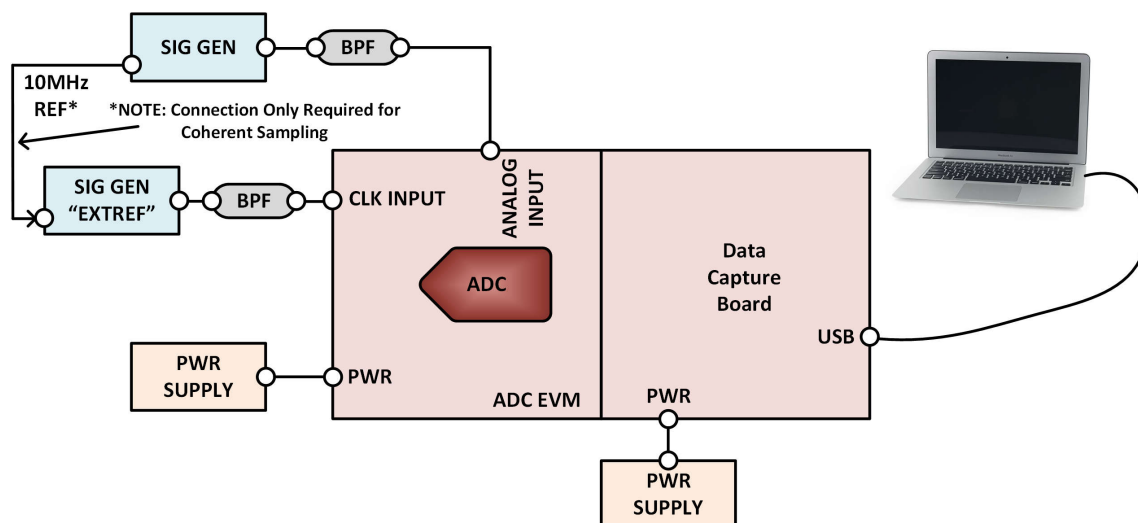 SIG GEN
BPF
10MHz
REF*
*NOTE: Connection Only Required for
Coherent Sampling
SIG GEN
“EXTREF”
BPF
CLK INPUT
ANALOG
INPUT
ADC
Data
Capture
Board
USB
PWR
SUPPLY
PWR
ADC EVM
PWR
PWR
SUPPLY